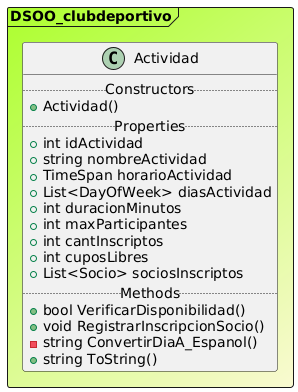 DSOO_clubdeportivo
C Actividad
Constructors
Actividad()
Properties
int idActividad
string nombreActividad
TimeSpan horarioActividad
List<DayOfWeek> diasActividad
int duracionMinutos
int maxParticipantes
int cantInscriptos
int cuposLibres
List<Socio> sociosInscriptos
Methods
bool VerificarDisponibilidad()
void RegistrarInscripcionSocio()
string ConvertirDiaA_Espanol()
string ToString()